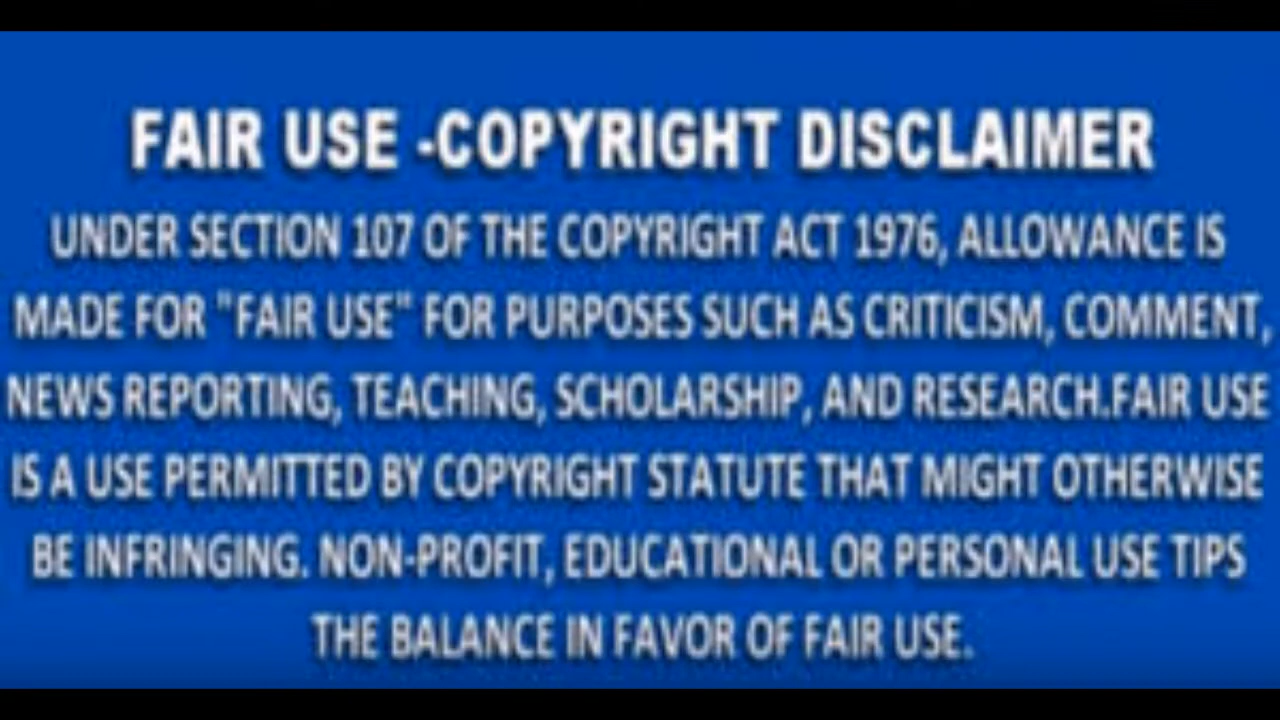 FAIR USE -COPYRIGHT DISCLAIMER
UNDER SECTION 107 OF THE COPYRIGHT ACT 1976, ALLOWANCE IS
MADE FOR "FAIR USE" FOR PURPOSES SUCH AS CRITICISM, COMMENT,
NEWS REPORTING, TEACHING, SCHOLARSHIP, AND RESEARCH.FAIR USE
IS A USE PERMITTED BY COPYRIGHT STATUTE THAT MIGHT OTHERWISE
BE INFRINGING. NON-PROFIT, EDUCATIONAL OR PERSONAL USE TIPS
THE BALANCE IN FAVOR OF FAIR USE.